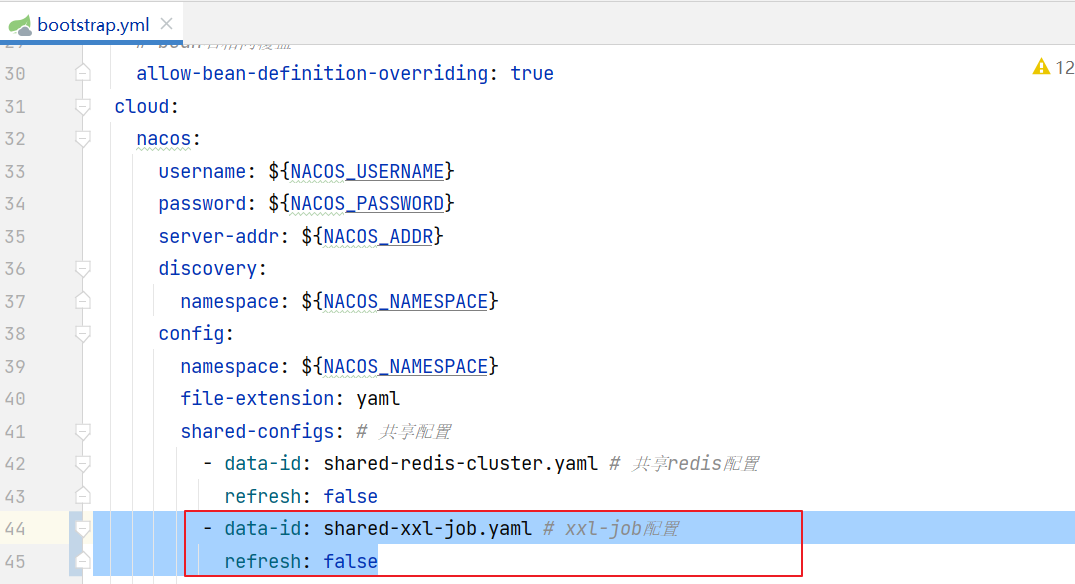 bootstrap.yml
30 allow-bean-definition-overriding: true
12
31 cloud:
32 nacos:
33 username: ${NACOS_USERNAME}
34 password: ${NACOS_PASSWORD}
35 server-addr: ${NACOS_ADDR}
36 discovery:
37 namespace: ${NACOS_NAMESPACE}
38 config:
39 namespace: ${NACOS_NAMESPACE}
40 file-extension: yaml
41 shared-configs: # 共享配置
42 - data-id: shared-redis-cluster.yaml # 共享redis配置
43 refresh: false
44 - data-id: shared-xxl-job.yaml # xxl-job配置
45 refresh: false